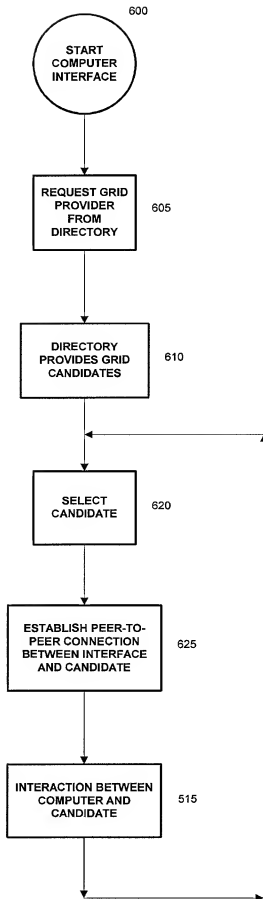 600
START
COMPUTER
INTERFACE
REQUEST GRID
PROVIDER
FROM
DIRECTORY
605
DIRECTORY
PROVIDES GRID
CANDIDATES
610
SELECT
CANDIDATE
620
ESTABLISH PEER-TO-
PEER CONNECTION
BETWEEN INTERFACE
AND CANDIDATE
625
INTERACTION BETWEEN
COMPUTER AND
CANDIDATE
515